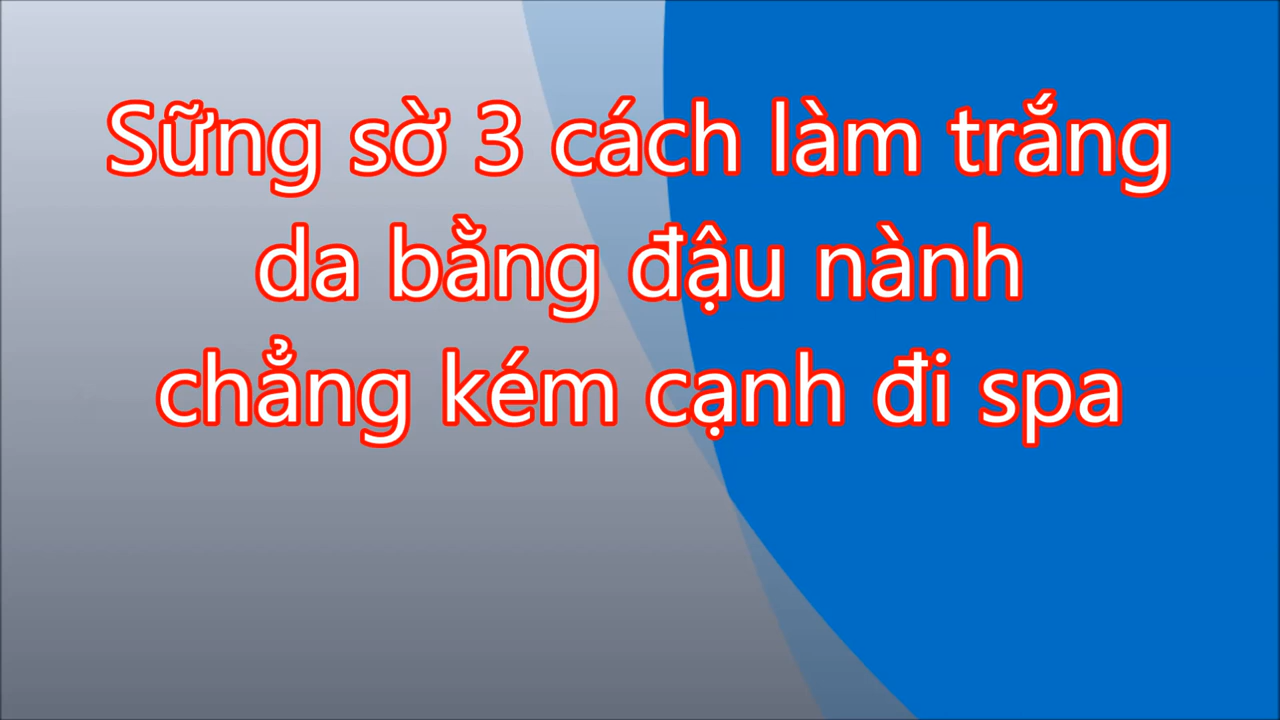 Sững sờ 3 cách làm trắng
da bằng đậu nành
chẳng kém cạnh đi spa